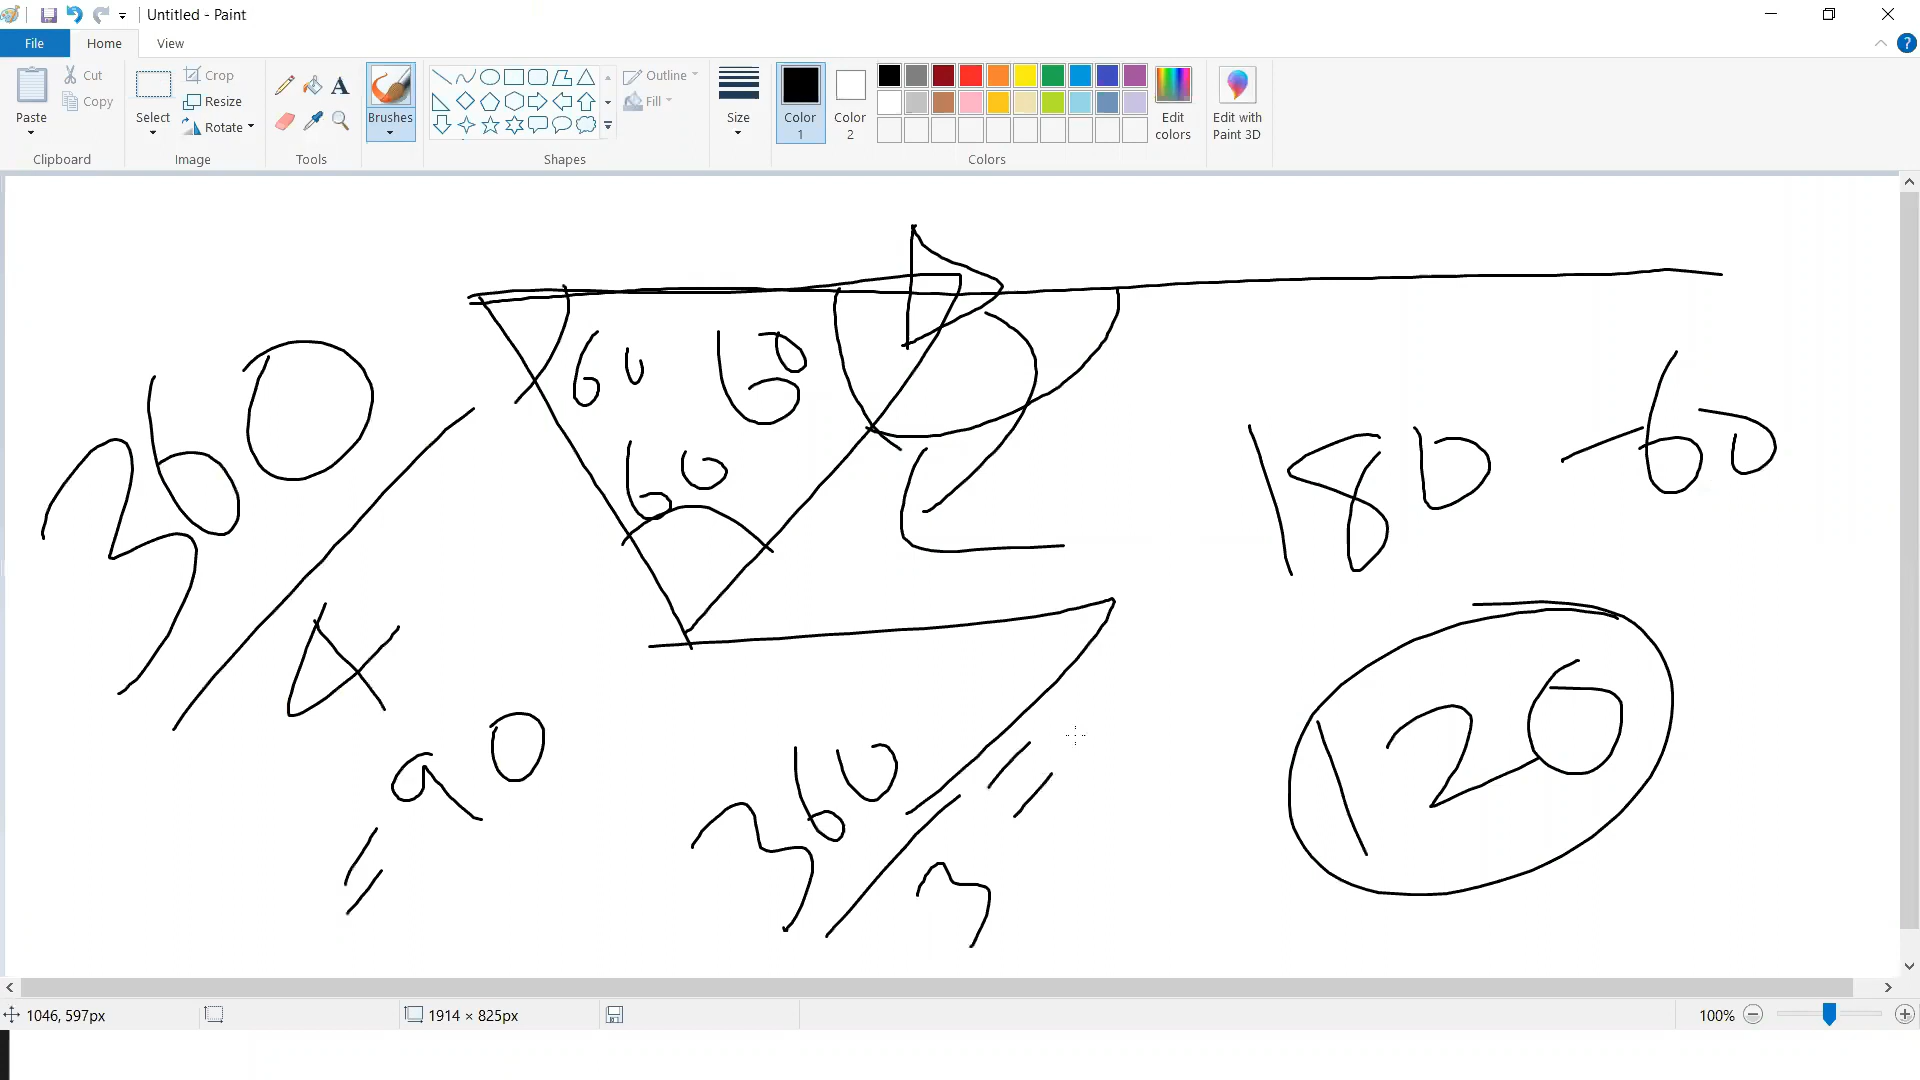 Untitled - Paint
File
Home
View
Paste
Cut
Copy
Clipboard
Select
Crop
Resize
Rotate
Image
A
Tools
Brushes
Shapes
Outline
Fill
Size
Color 1
Color 2
Edit colors
Colors
Edit with Paint 3D
?
360
/
4
= 90
60
60
60
360 / 3 =
180 - 60
120
1046, 597px
1914 × 825px
100%